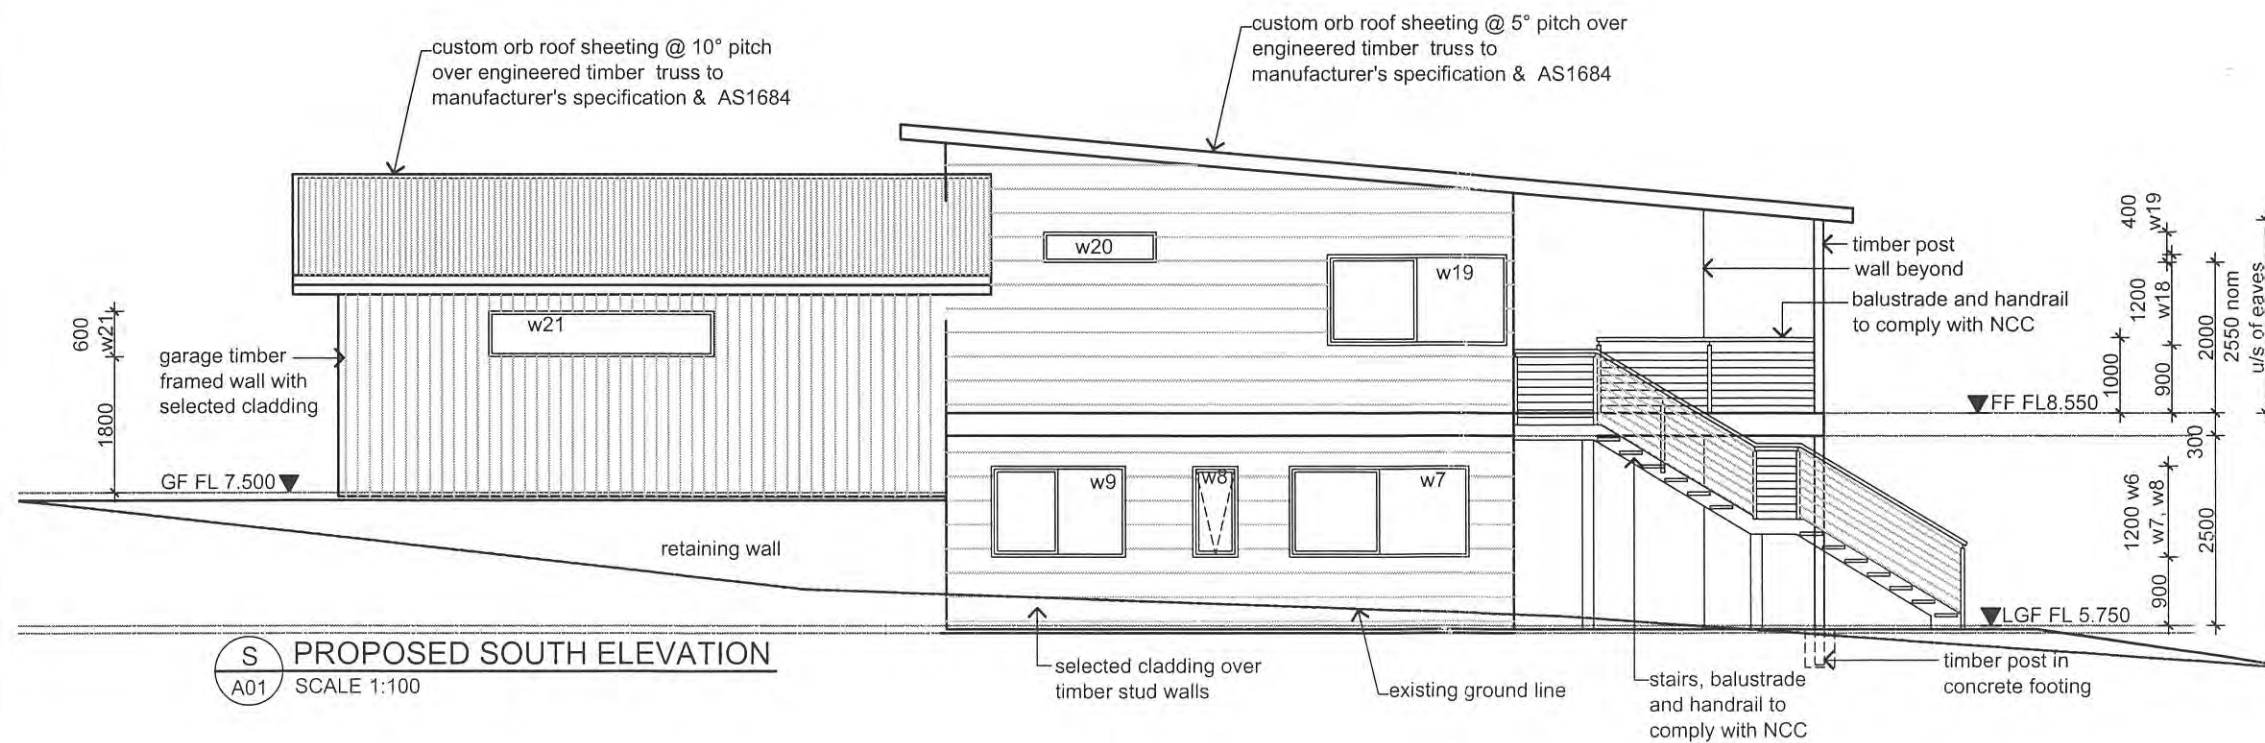 custom orb roof sheeting @ 10° pitch
over engineered timber truss to
manufacturer's specification & AS1684
custom orb roof sheeting @ 5° pitch over
engineered timber truss to
manufacturer's specification & AS1684
w20
w19
w21
600
w21
1800
garage timber
framed wall with
selected cladding
GF FL 7.500
timber post
wall beyond
balustrade and handrail
to comply with NCC
400
w19
1200
w18
1000
900
2000
2550 nom
u/s of eaves
FF FL8.550
300
w9
w8
w7
1200 w6
w7, w8
900
2500
retaining wall
LGF FL 5.750
S
A01
PROPOSED SOUTH ELEVATION
SCALE 1:100
selected cladding over
timber stud walls
existing ground line
stairs, balustrade
and handrail to
comply with NCC
timber post in
concrete footing